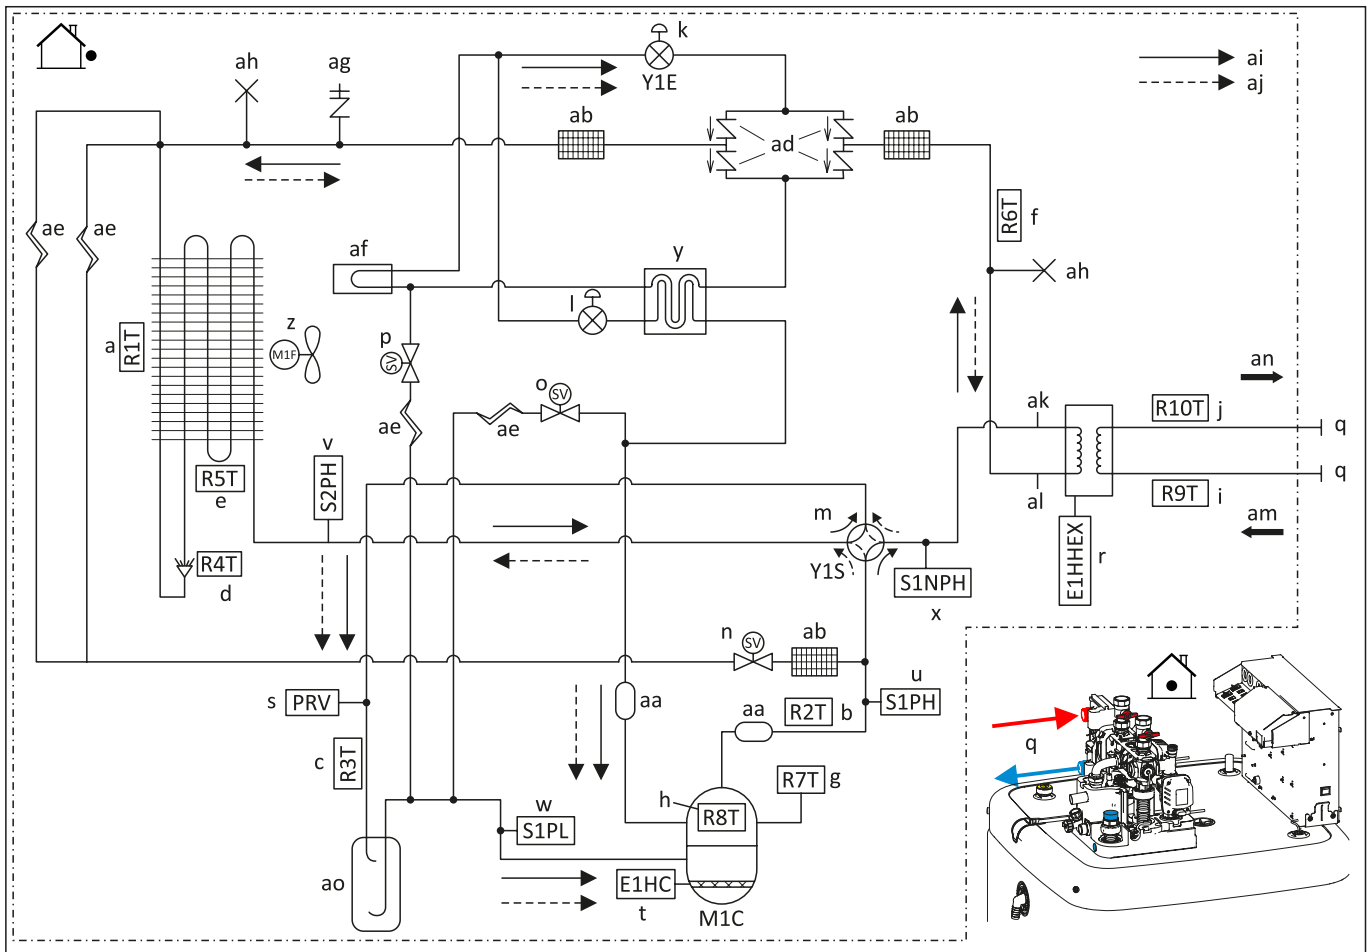 k
ah
ag
ai
Y1E
aj
ab
ab
ad
R6T
f
ae
ae
af
y
ah
l
a
R1T
z
M1F
p
SV
o
SV
an
ae
ae
ak
R10T
j
q
v
S2PH
R5T
e
q
al
R9T
i
m
am
R4T
d
Y1S
S1NPH
x
E1HHEX
r
n
SV
ab
u
s
PRV
aa
aa
R2T
b
S1PH
q
c
R3T
R7T
g
h
R8T
w
S1PL
ao
E1HC
t
M1C